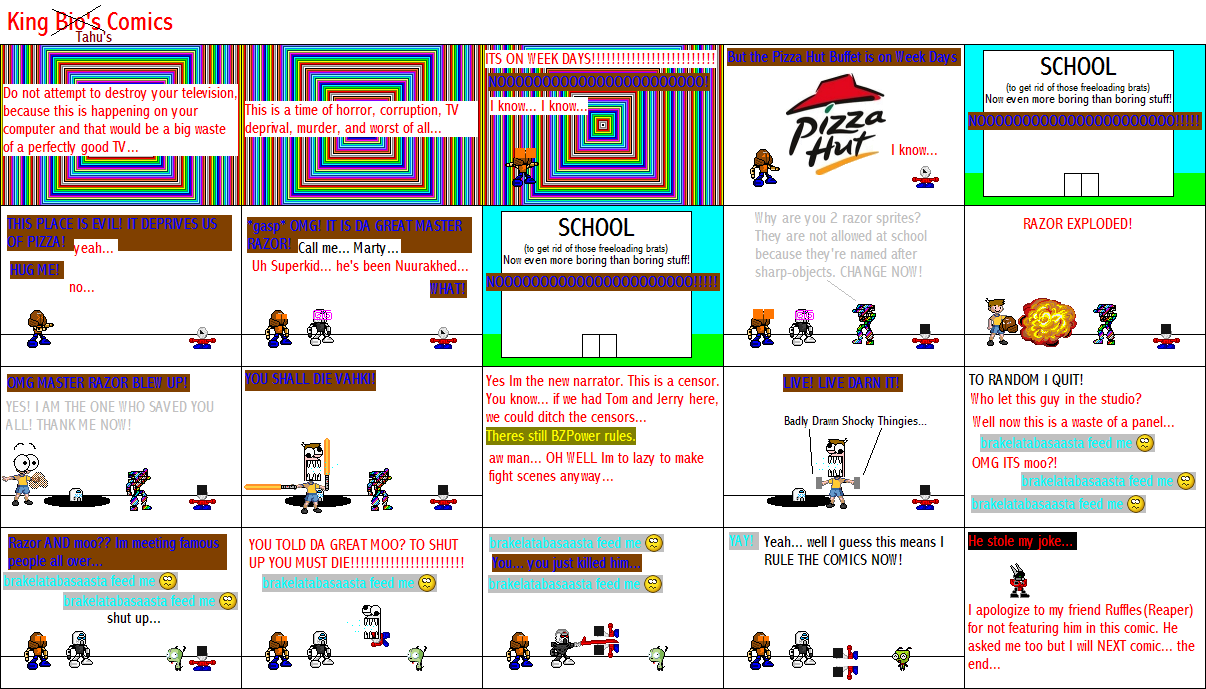 King Bio's Comics
Tahu's
Do not attempt to destroy your television,
because this is happening on your
computer and that would be a big waste
of a perfectly good TV...
This is a time of horror, corruption, TV
deprival, murder, and worst of all...
ITS ON WEEK DAYS!!!!!!!!!!!!!!!!!!!!!!!!!
NOOOOOOOOOOOOOOOOOOOOOOOO!
I know... I know...
But the Pizza Hut Buffet is on Week Days
Pizza
Hut
I know...
SCHOOL
(to get rid of those freeloading brats)
Now even more boring than boring stuff!
NOOOOOOOOOOOOOOOOOOOOOOO!!!!!
THIS PLACE IS EVIL! IT DEPRIVES US
OF PIZZA!
yeah...
HUG ME!
no...
*gasp* OMG! IT IS DA GREAT MASTER
RAZOR!
Call me... Marty...
Uh Superkid... he's been Nuurakhed...
WHAT!
SCHOOL
(to get rid of those freeloading brats)
Now even more boring than boring stuff!
NOOOOOOOOOOOOOOOOOOOOOOO!!!!!
Why are you 2 razor sprites?
They are not allowed at school
because they're named after
sharp-objects. CHANGE NOW!
RAZOR EXPLODED!
OMG MASTER RAZOR BLEW UP!
YES! I AM THE ONE WHO SAVED YOU
ALL! THANK ME NOW!
YOU SHALL DIE VAHKI!
Yes Im the new narrator. This is a censor.
You know... if we had Tom and Jerry here,
we could ditch the censors...
Theres still BZPower rules.
aw man... OH WELL Im to lazy to make
fight scenes anyway...
LIVE! LIVE DARN IT!
Badly Drawn Shocky Thingies...
TO RANDOM I QUIT!
Who let this guy in the studio?
Well now this is a waste of a panel...
brakelatabasaasta feed me
OMG ITS moo?!
brakelatabasaasta feed me
brakelatabasaasta feed me
Razor AND moo?? Im meeting famous
people all over...
brakelatabasaasta feed me
brakelatabasaasta feed me
shut up...
YOU TOLD DA GREAT MOO? TO SHUT
UP YOU MUST DIE!!!!!!!!!!!!!!!!!!!!!!!
brakelatabasaasta feed me
brakelatabasaasta feed me
You... you just killed him...
brakelatabasaasta feed me
YAY!
Yeah... well I guess this means I
RULE THE COMICS NOW!
He stole my joke...
I apologize to my friend Ruffles(Reaper)
for not featuring him in this comic. He
asked me too but I will NEXT comic... the
end...